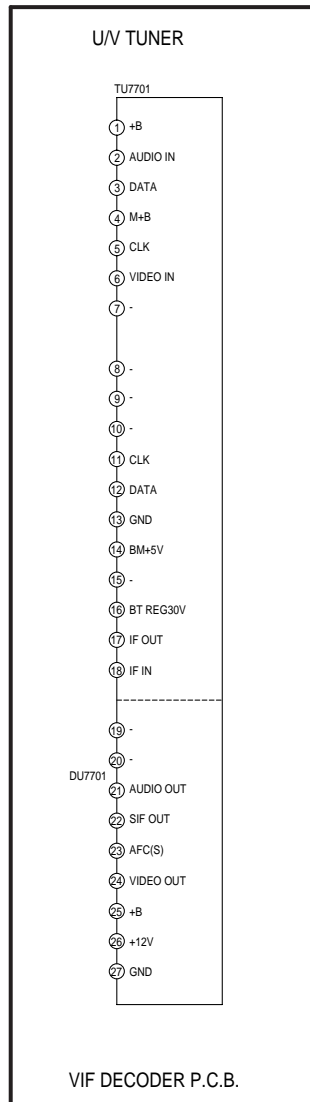 U/V TUNER
TU7701
1 +B
2 AUDIO IN
3 DATA
4 M+B
5 CLK
6 VIDEO IN
7 -
8 -
9 -
10 -
11 CLK
12 DATA
13 GND
14 BM+5V
15 -
16 BT REG30V
17 IF OUT
18 IF IN
19 -
20 -
DU7701
21 AUDIO OUT
22 SIF OUT
23 AFC(S)
24 VIDEO OUT
25 +B
26 +12V
27 GND
VIF DECODER P.C.B.